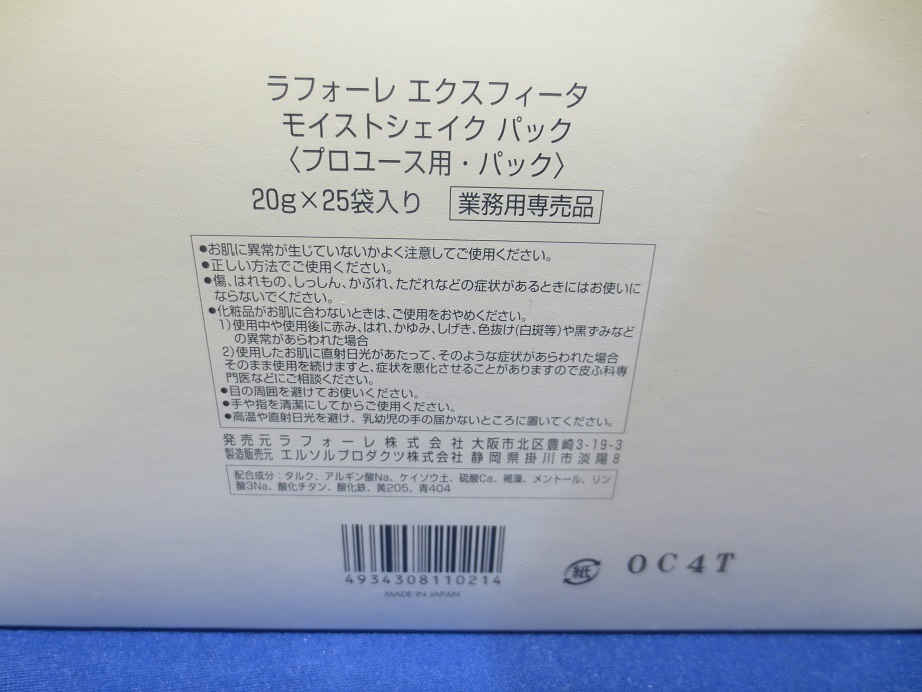 ラフォーレ エクスフィータ
モイストシェイク パック
〈プロユース用・パック〉
20g×25袋入り 業務用専売品
●お肌に異常が生じていないかよく注意してご使用ください。
●正しい方法でご使用ください。
●傷、はれもの、しっしん、かぶれ、ただれなどの症状があるときにはお使いに
ならないでください。
●化粧品がお肌に合わないときは、ご使用をおやめください。
1)使用中や使用後に赤み、はれ、かゆみ、しげき、色抜け(白斑等)や黒ずみなど
の異常があらわれた場合
2)使用したお肌に直射日光があたって、そのような症状があらわれた場合
そのまま使用を続けますと、症状を悪化させることがありますので皮ふ科専
門医などにご相談ください。
●目の周囲を避けてお使いください。
●手や指を清潔にしてからご使用ください。
●高温や直射日光を避け、乳幼児の手の届かないところに置いてください。
発売元 ラフォーレ株式会社 大阪市北区豊崎3-19-3
製造販売元 エルソルプロダクツ株式会社 静岡県掛川市淡陽8
配合成分：タルク、アルギン酸Na、ケイソウ土、硫酸Ca、褐藻、メントール、リン
酸3Na、酸化チタン、酸化鉄、黄205、青404
4934308110214
MADE IN JAPAN
紙 OC4T